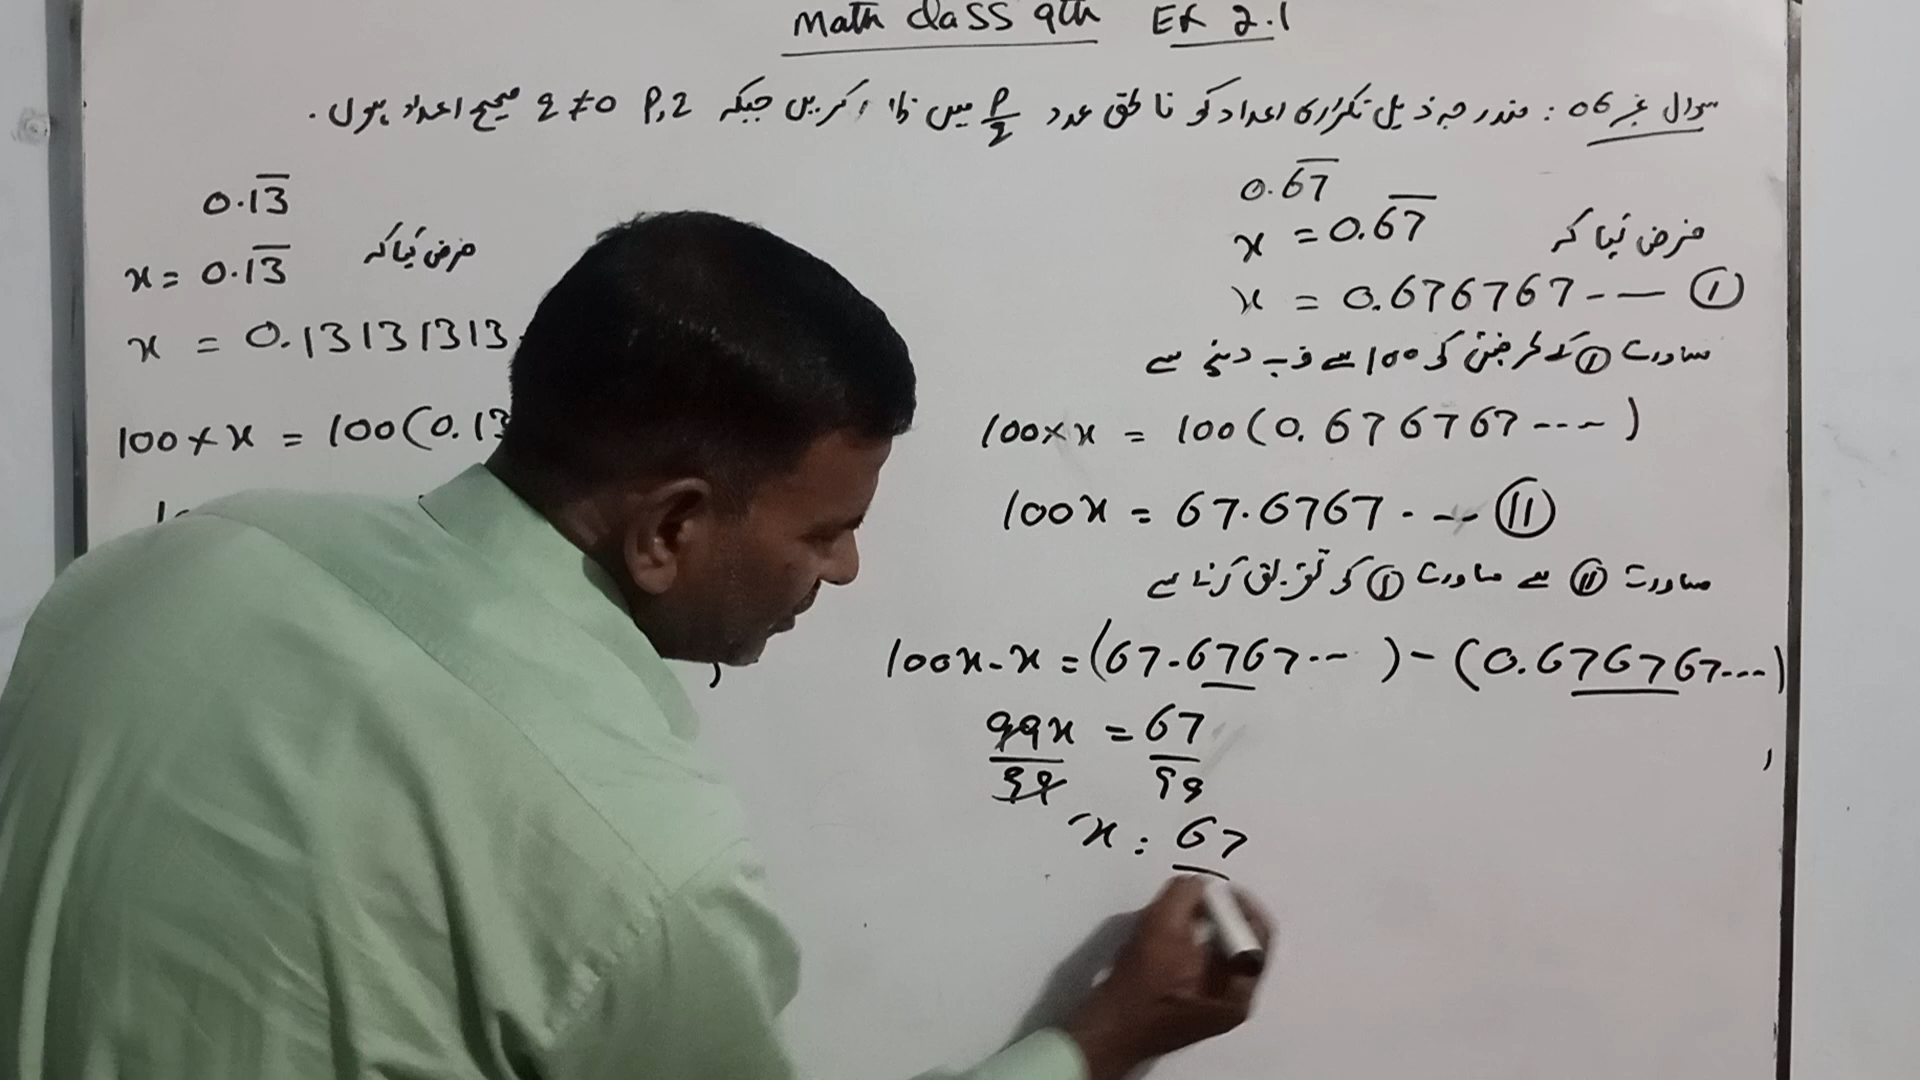 Math class 9th Ex 2.1
سوال نمبر 06: مندرجہ ذیل تکراری اعداد کو ناطق عدد p/q میں ظاہر کریں جبکہ p,q q≠0 صحیح اعداد ہوں۔
0.6̅7̅
x = 0.6̅7̅ فرض کیا کہ
x = 0.676767--- ①
مساوات ① کے طرفین کو 100 سے ضرب دینے سے
100×x = 100(0.676767----)
100x = 67.6767.--- ⑪
مساوات ⑪ سے مساوات ① کو تفریق کرنے سے
100x-x = (67.6767---) - (0.676767---)
99x/99 = 67/99
x = 67
0.1̅3̅
x = 0.1̅3̅ فرض کیا کہ
x = 0.13131313
100×x = 100(0.13